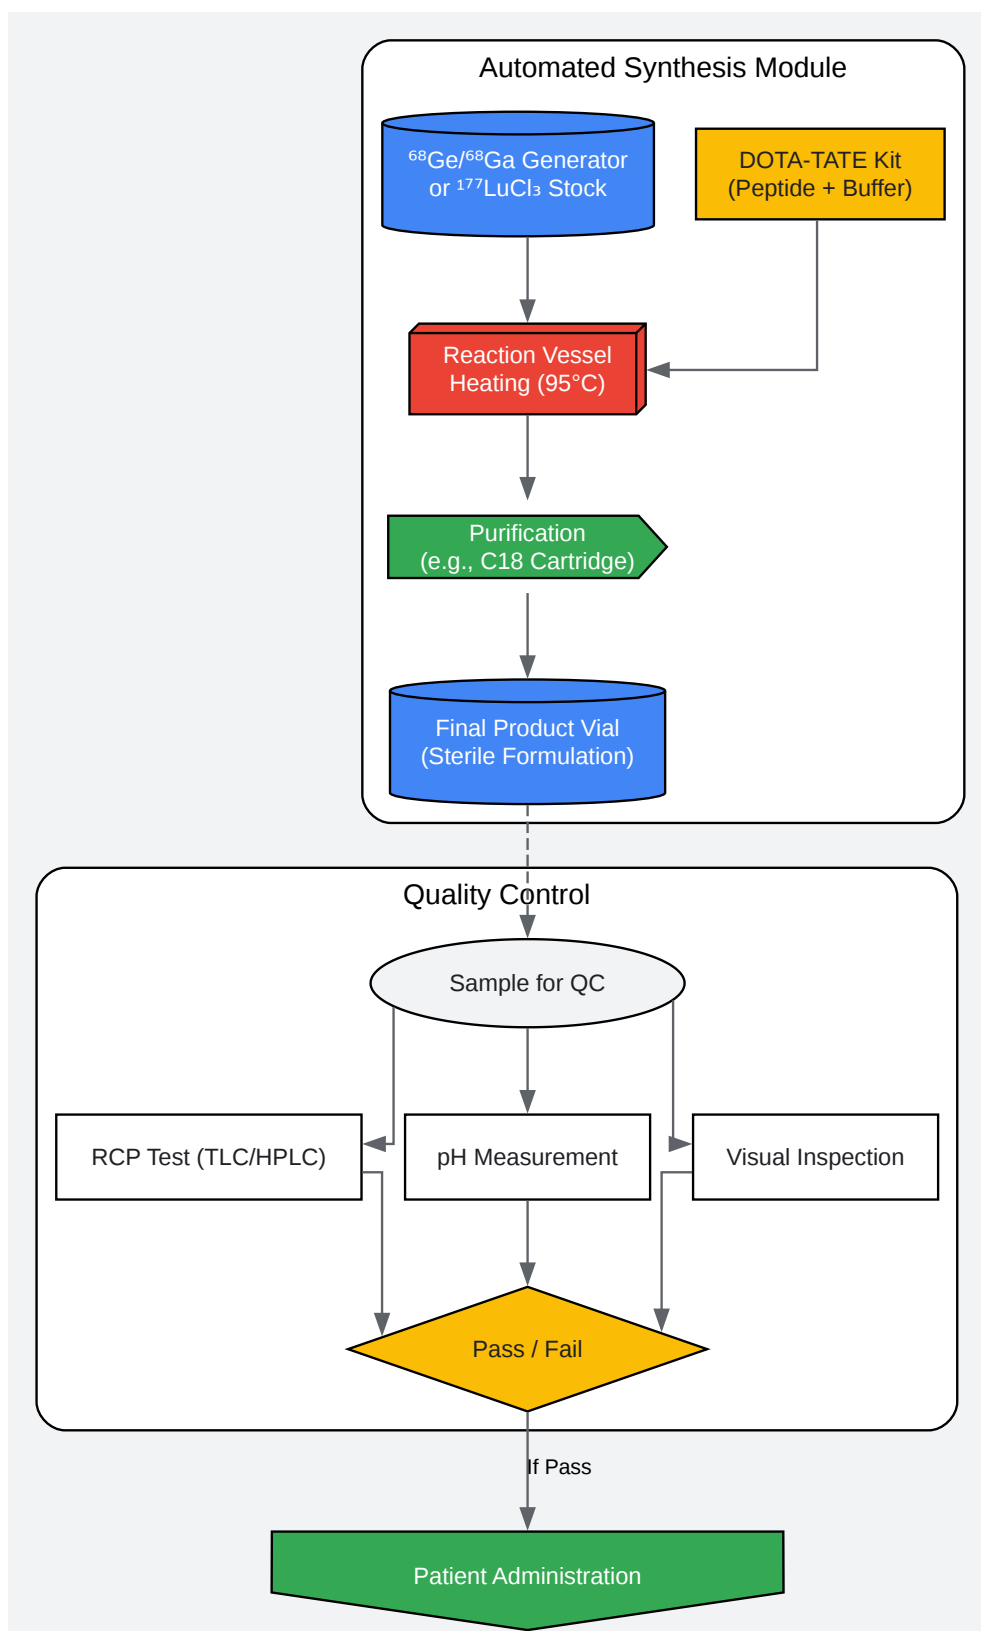 Automated Synthesis Module
⁶⁸Ge/⁶⁸Ga Generator
or ¹⁷⁷LuCl₃ Stock
DOTA-TATE Kit
(Peptide + Buffer)
Reaction Vessel
Heating (95°C)
Purification
(e.g., C18 Cartridge)
Final Product Vial
(Sterile Formulation)
Quality Control
Sample for QC
RCP Test (TLC/HPLC)
pH Measurement
Visual Inspection
Pass / Fail
If Pass
Patient Administration